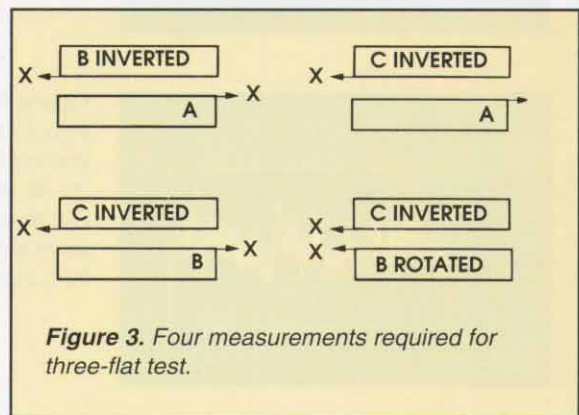 B INVERTED
X
X
A
C INVERTED
X
A
C INVERTED
X
X
B
C INVERTED
X
X
B ROTATED
Figure 3. Four measurements required for
three-flat test.